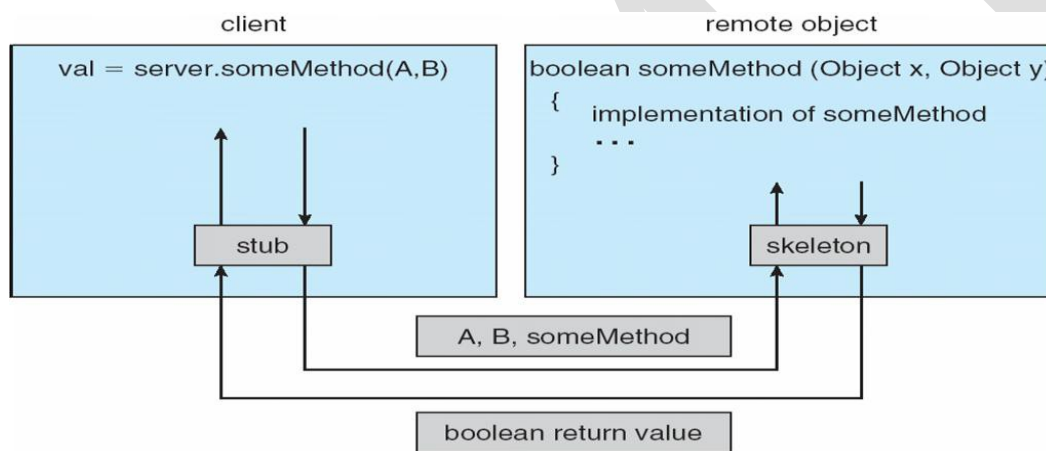 client
val = server.someMethod(A,B)
stub
remote object
boolean someMethod (Object x, Object y)
{
implementation of someMethod
. . .
}
skeleton
A, B, someMethod
boolean return value